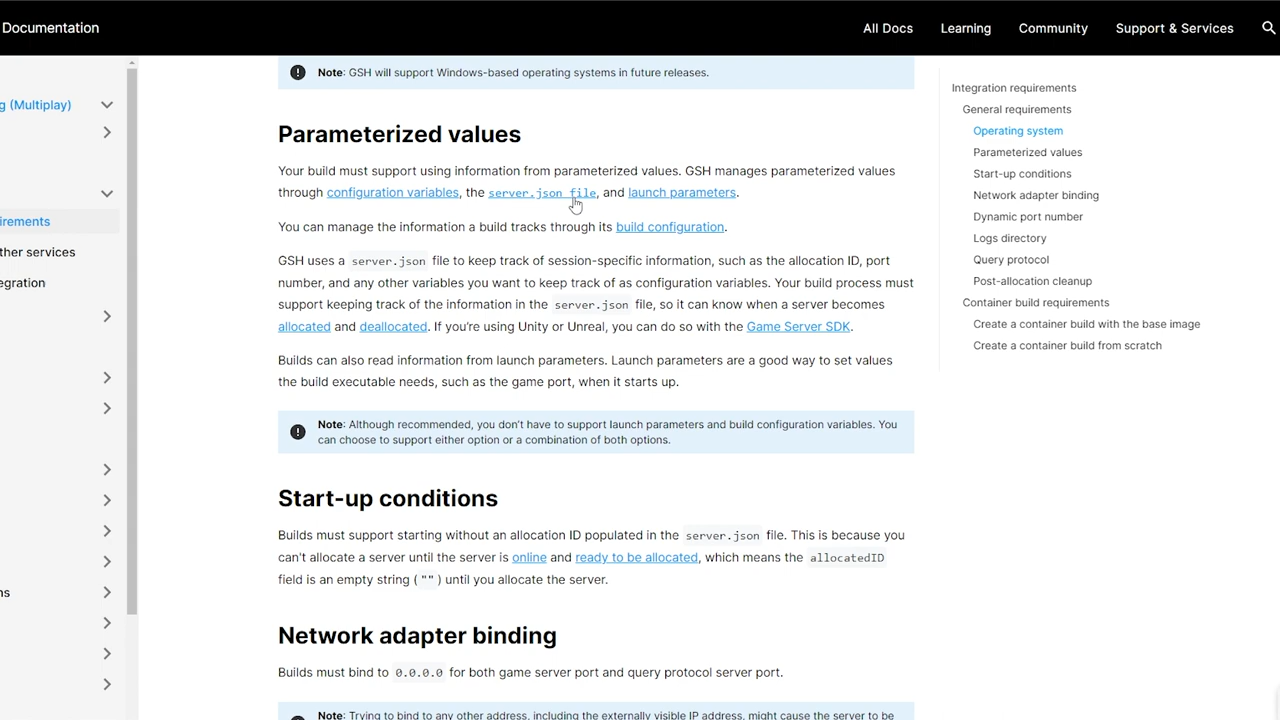 Documentation
All Docs
Learning
Community
Support & Services
g (Multiplay)
irements
ther services
egration
ns
Note: GSH will support Windows-based operating systems in future releases.
Parameterized values
Your build must support using information from parameterized values. GSH manages parameterized values
through configuration variables, the server.json file, and launch parameters.
You can manage the information a build tracks through its build configuration.
GSH uses a server.json file to keep track of session-specific information, such as the allocation ID, port
number, and any other variables you want to keep track of as configuration variables. Your build process must
support keeping track of the information in the server.json file, so it can know when a server becomes
allocated and deallocated. If you're using Unity or Unreal, you can do so with the Game Server SDK.
Builds can also read information from launch parameters. Launch parameters are a good way to set values
the build executable needs, such as the game port, when it starts up.
Note: Although recommended, you don't have to support launch parameters and build configuration variables. You
can choose to support either option or a combination of both options.
Start-up conditions
Builds must support starting without an allocation ID populated in the server.json file. This is because you
can't allocate a server until the server is online and ready to be allocated, which means the allocatedID
field is an empty string ("") until you allocate the server.
Network adapter binding
Builds must bind to 0.0.0.0 for both game server port and query protocol server port.
Note: Trying to bind to any other address, including the externally visible IP address, might cause the server to be
Integration requirements
General requirements
Operating system
Parameterized values
Start-up conditions
Network adapter binding
Dynamic port number
Logs directory
Query protocol
Post-allocation cleanup
Container build requirements
Create a container build with the base image
Create a container build from scratch